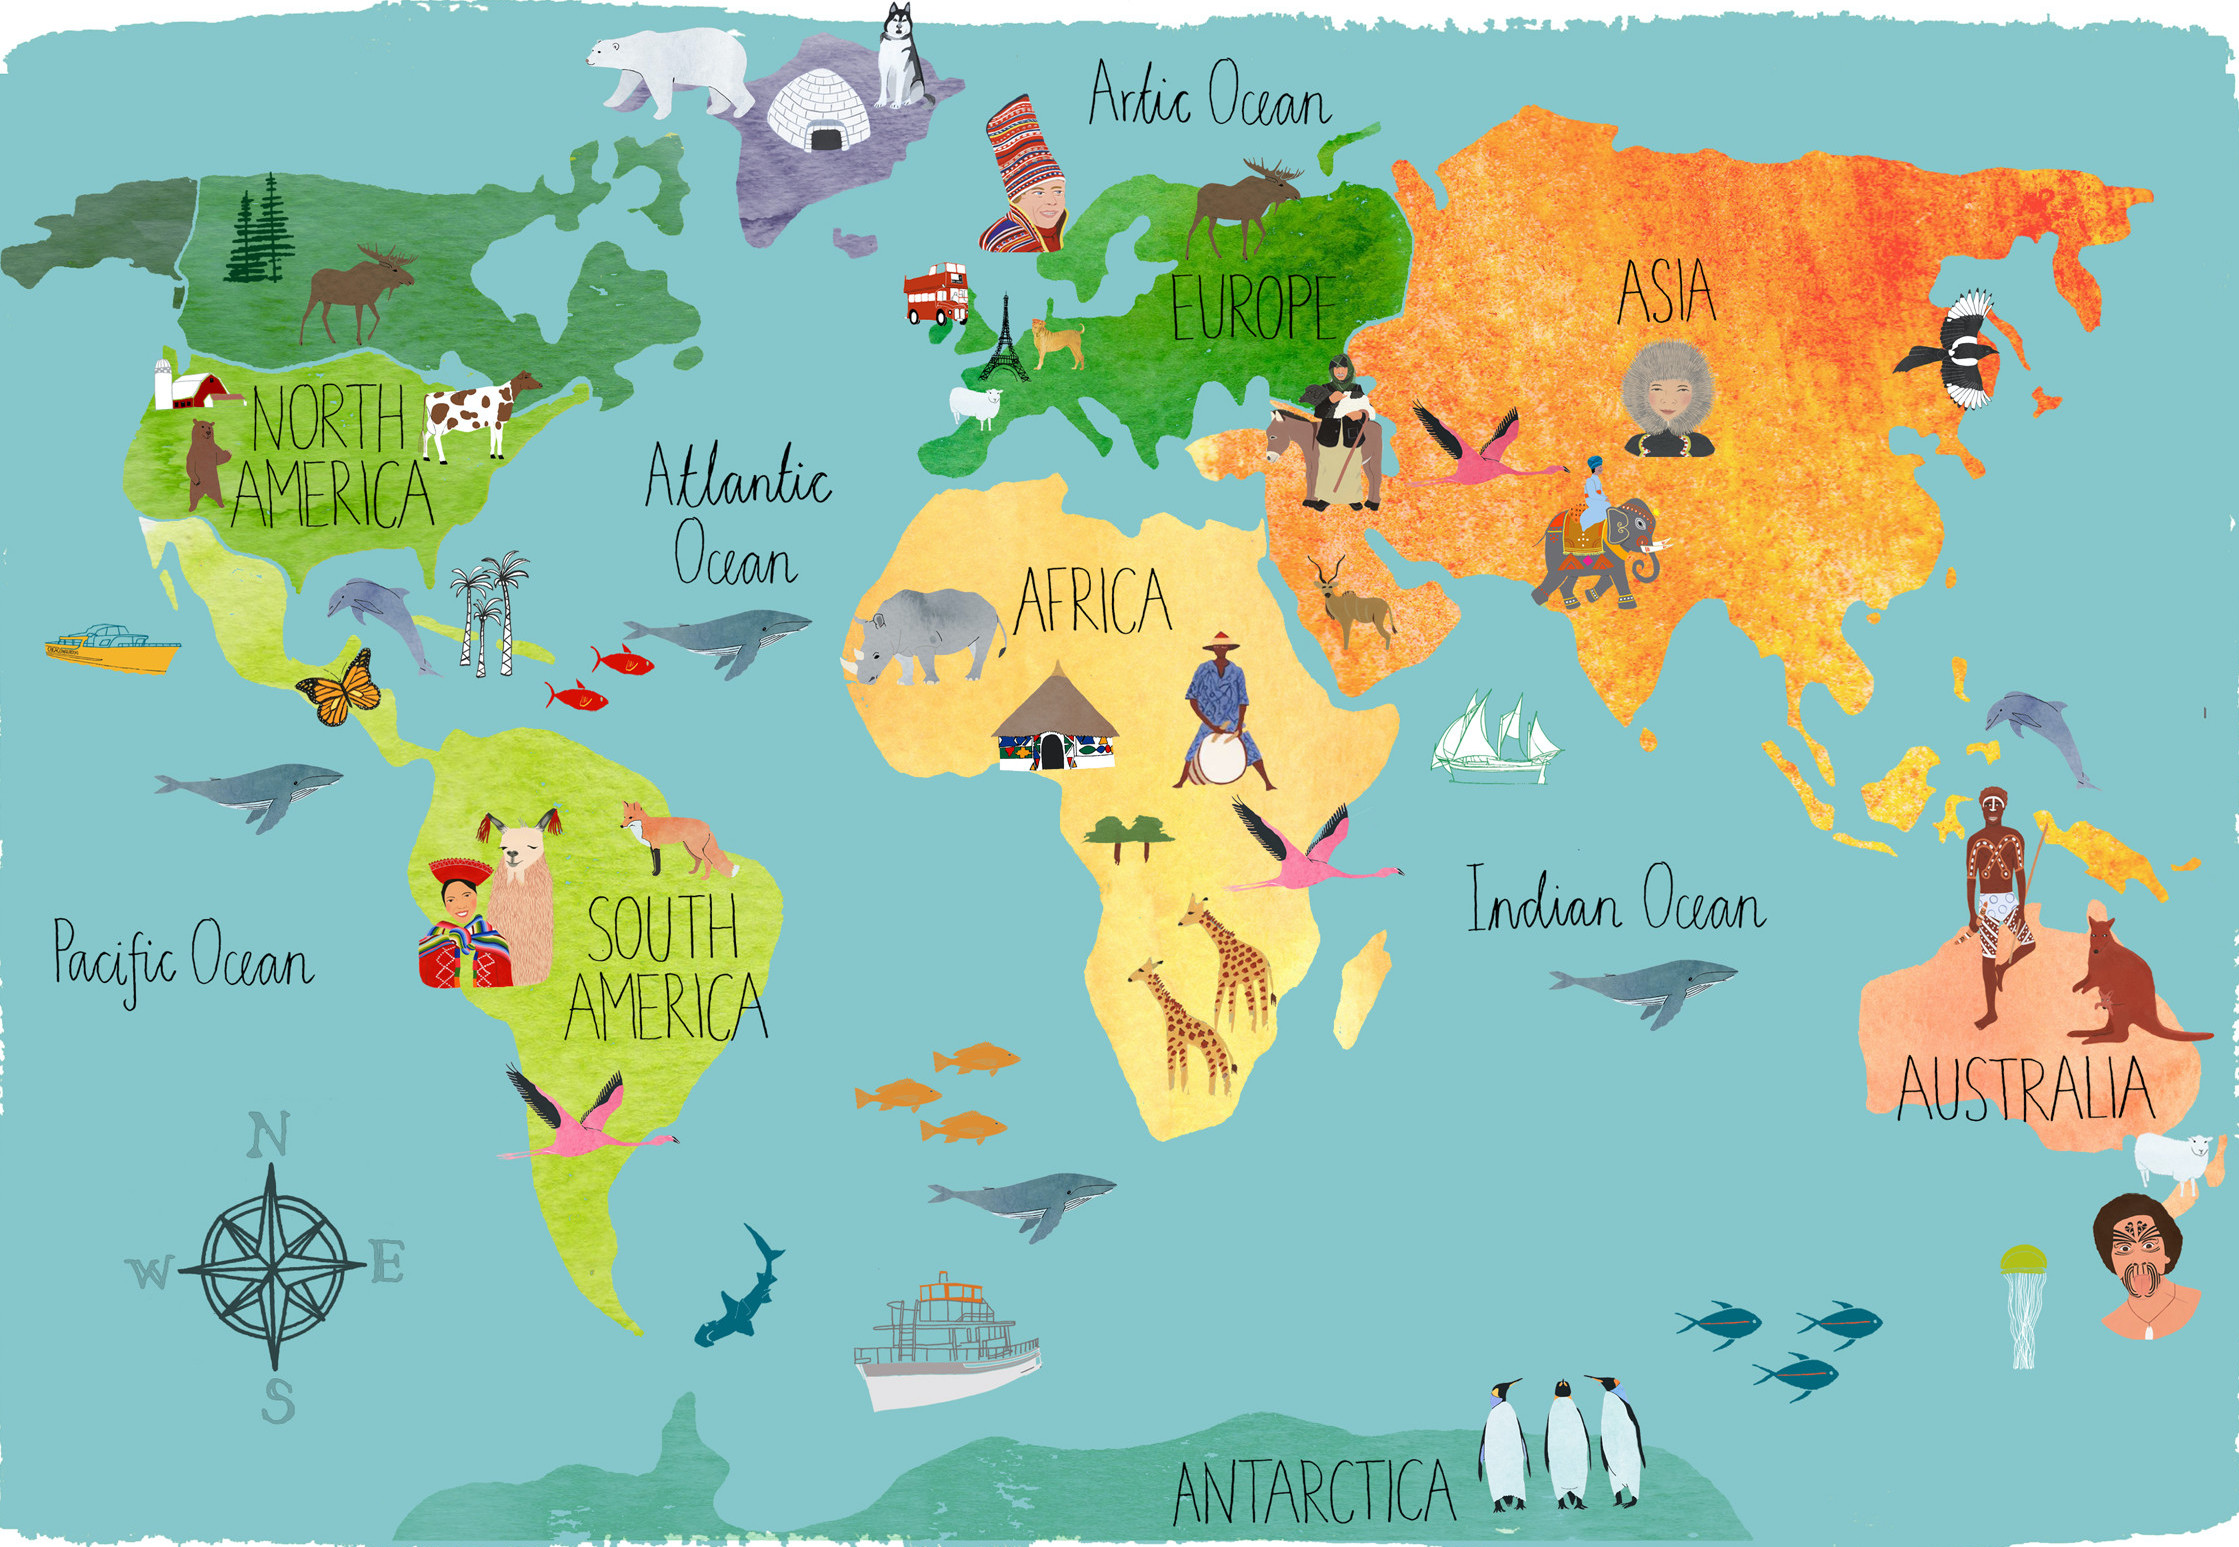 Artic Ocean
EUROPE
ASIA
NORTH
AMERICA
Atlantic
Ocean
AFRICA
Pacific Ocean
SOUTH
AMERICA
Indian Ocean
AUSTRALIA
N
W
E
S
ANTARCTICA